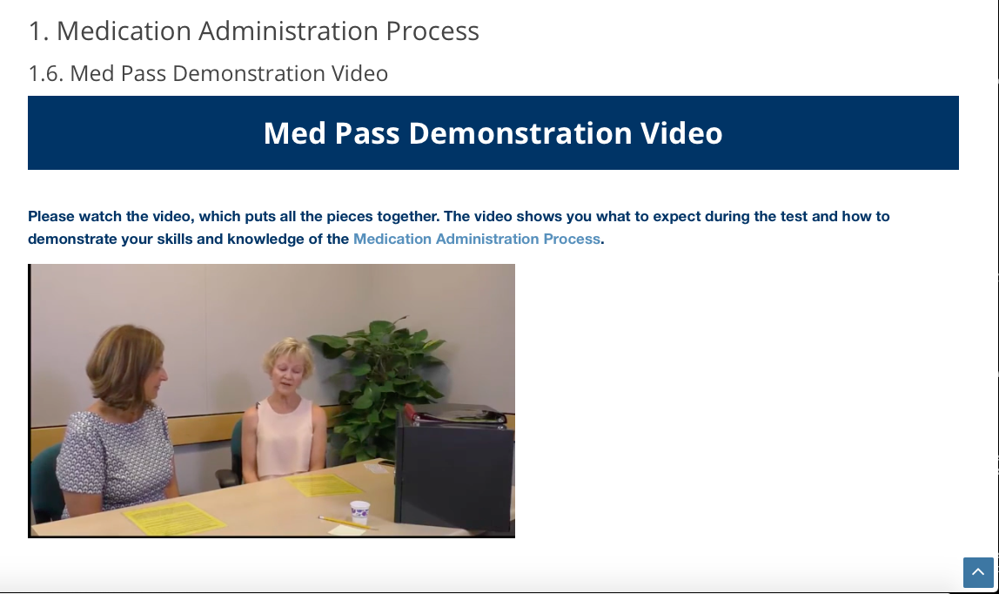 1. Medication Administration Process
1.6. Med Pass Demonstration Video
Med Pass Demonstration Video
Please watch the video, which puts all the pieces together. The video shows you what to expect during the test and how to
demonstrate your skills and knowledge of the Medication Administration Process.